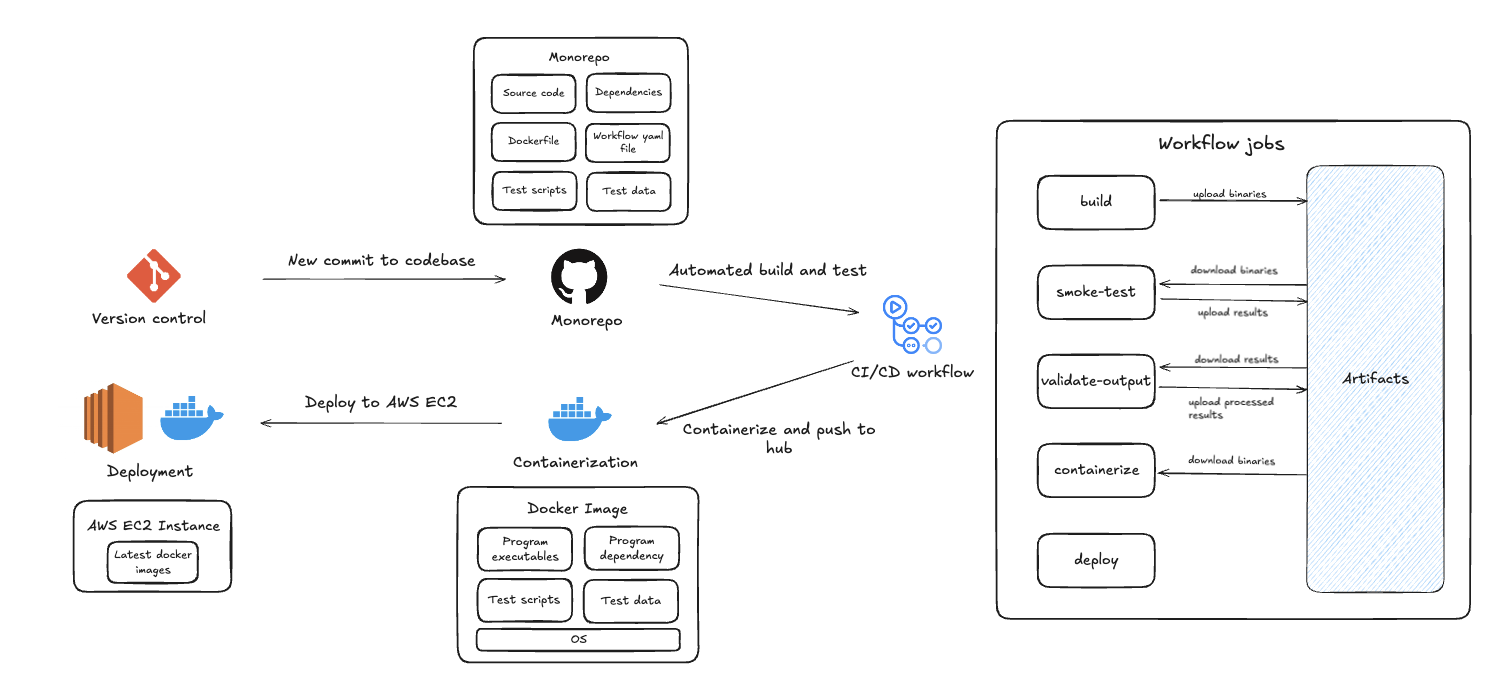 Monorepo
Source code
Dependencies
Dockerfile
Workflow yaml
file
Test scripts
Test data
New commit to codebase
Version control
Monorepo
Automated build and test
CI/CD workflow
Containerize and push to
hub
Containerization
Deploy to AWS EC2
Deployment
AWS EC2 Instance
Latest docker
images
Docker Image
Program
executables
Program
dependency
Test scripts
Test data
OS
Workflow jobs
build
upload binaries
smoke-test
download binaries
upload results
validate-output
download results
upload processed
results
containerize
download binaries
deploy
Artifacts